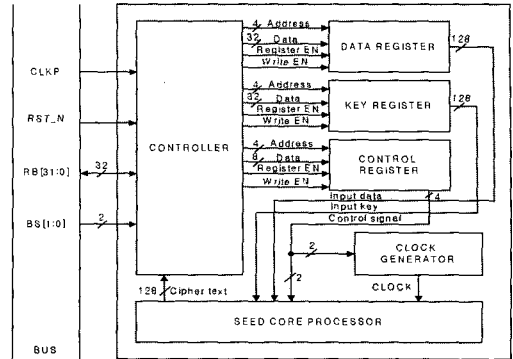 4 Address
32 Data
Register EN
Write EN
DATA REGISTER
128
CLKP
4 Address
32 Data
Register EN
Write EN
KEY REGISTER
128
RST_N
CONTROLLER
4 Address
8 Data
Register EN
Write EN
CONTROL
REGISTER
4
RB[31:0]
32
BS[1:0]
2
Input data
Input key
Control signal
2
2
CLOCK
GENERATOR
CLOCK
128 Cipher text
SEED CORE PROCESSOR
BUS